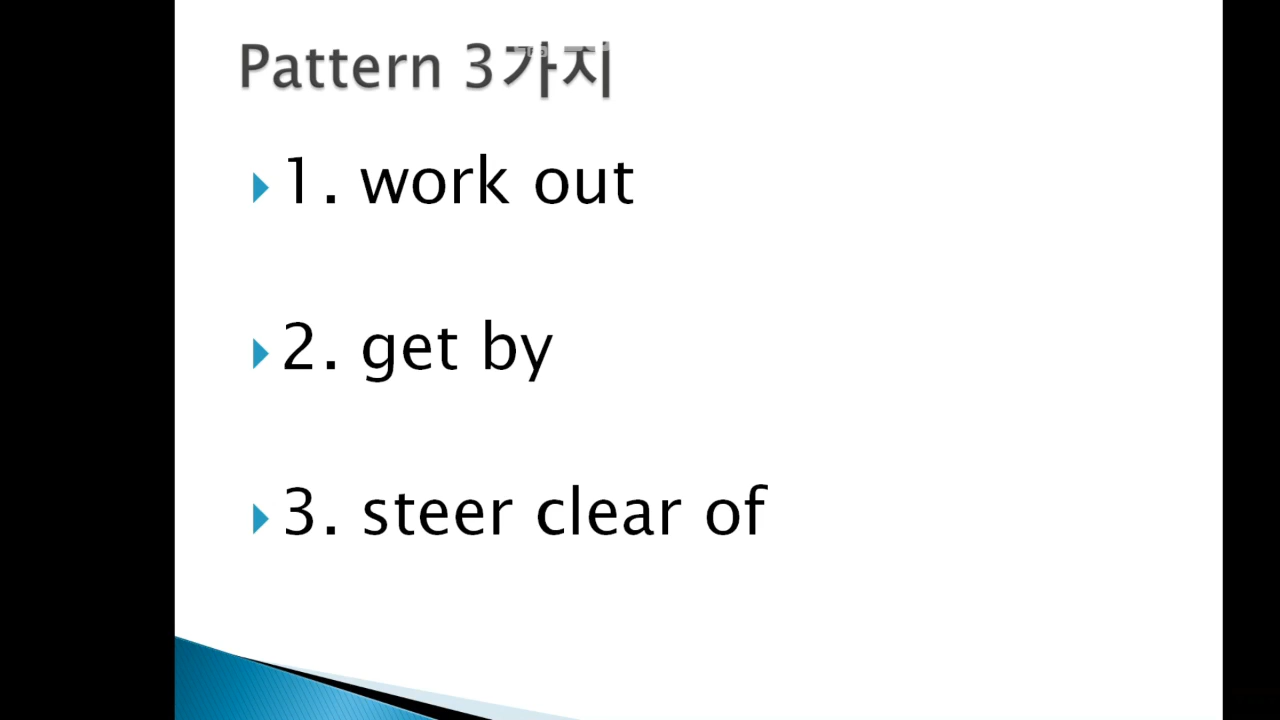 Pattern 3가지
1. work out
2. get by
3. steer clear of